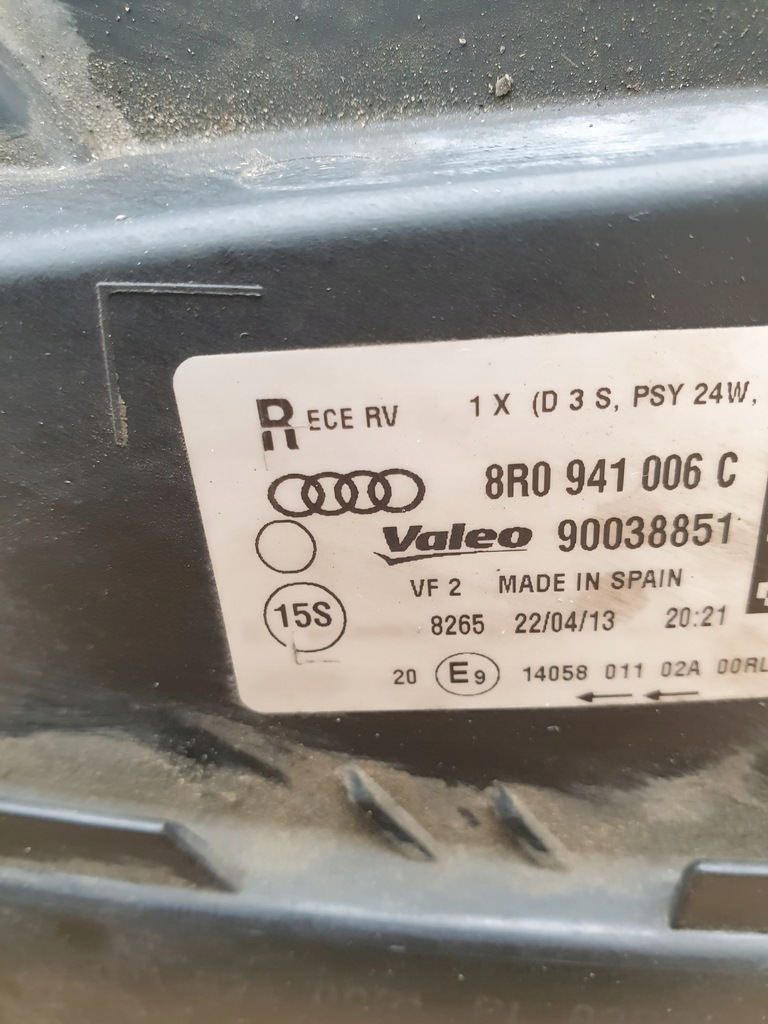 R ECE RV 1 X (D 3 S, PSY 24W,
8R0 941 006 C
Valeo 90038851
VF 2 MADE IN SPAIN
15S
8265 22/04/13 20:21
20 E9 14058 011 02A 00RL